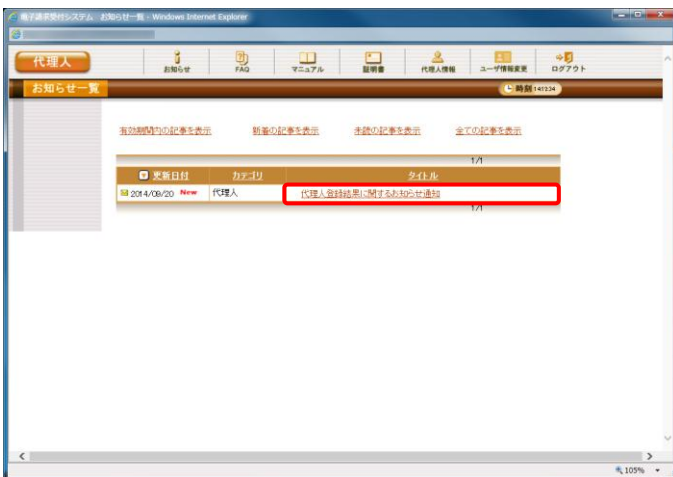 電子請求受付システム お知らせ一覧 - Windows Internet Explorer
代理人
お知らせ FAQ マニュアル 証明書 代理人情報 ユーザ情報変更 ログアウト
お知らせ一覧
時刻 14:12:34
有効期間内の記事を表示 新着の記事を表示 未読の記事を表示 全ての記事を表示
1/1
更新日付 カテゴリ タイトル
2014/08/20 New 代理人 代理人登録結果に関するお知らせ通知
1/1
105%